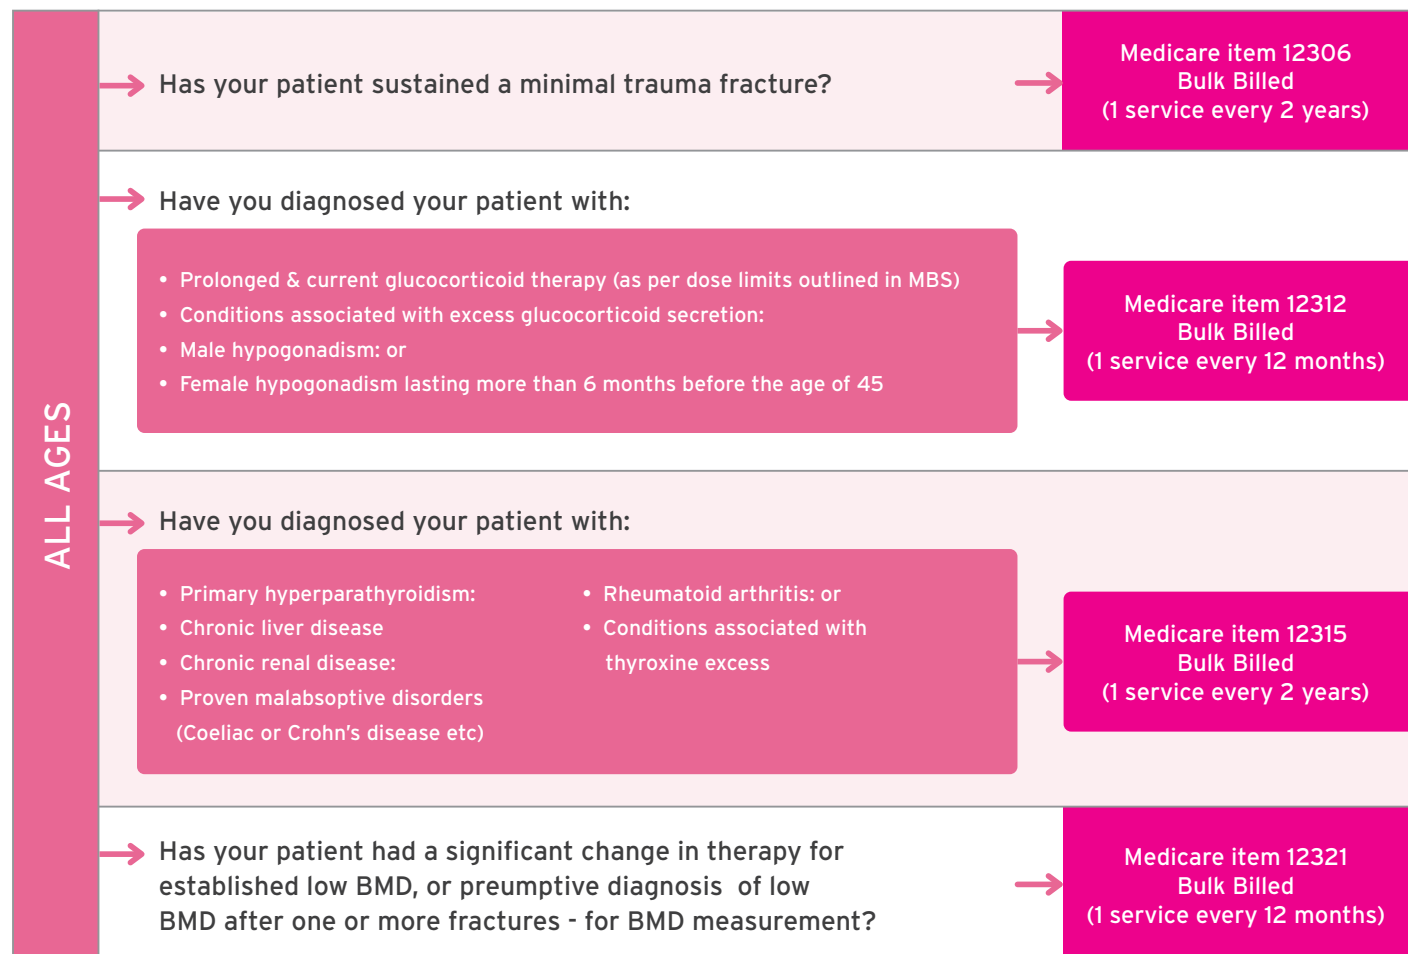 ALL AGES
Has your patient sustained a minimal trauma fracture?
Medicare item 12306
Bulk Billed
(1 service every 2 years)
Have you diagnosed your patient with:
• Prolonged & current glucocorticoid therapy (as per dose limits outlined in MBS)
• Conditions associated with excess glucocorticoid secretion:
• Male hypogonadism: or
• Female hypogonadism lasting more than 6 months before the age of 45
Medicare item 12312
Bulk Billed
(1 service every 12 months)
Have you diagnosed your patient with:
• Primary hyperparathyroidism:
• Chronic liver disease
• Chronic renal disease:
• Proven malabsoptive disorders
(Coeliac or Crohn's disease etc)
• Rheumatoid arthritis: or
• Conditions associated with
thyroxine excess
Medicare item 12315
Bulk Billed
(1 service every 2 years)
Has your patient had a significant change in therapy for
established low BMD, or preumptive diagnosis of low
BMD after one or more fractures - for BMD measurement?
Medicare item 12321
Bulk Billed
(1 service every 12 months)